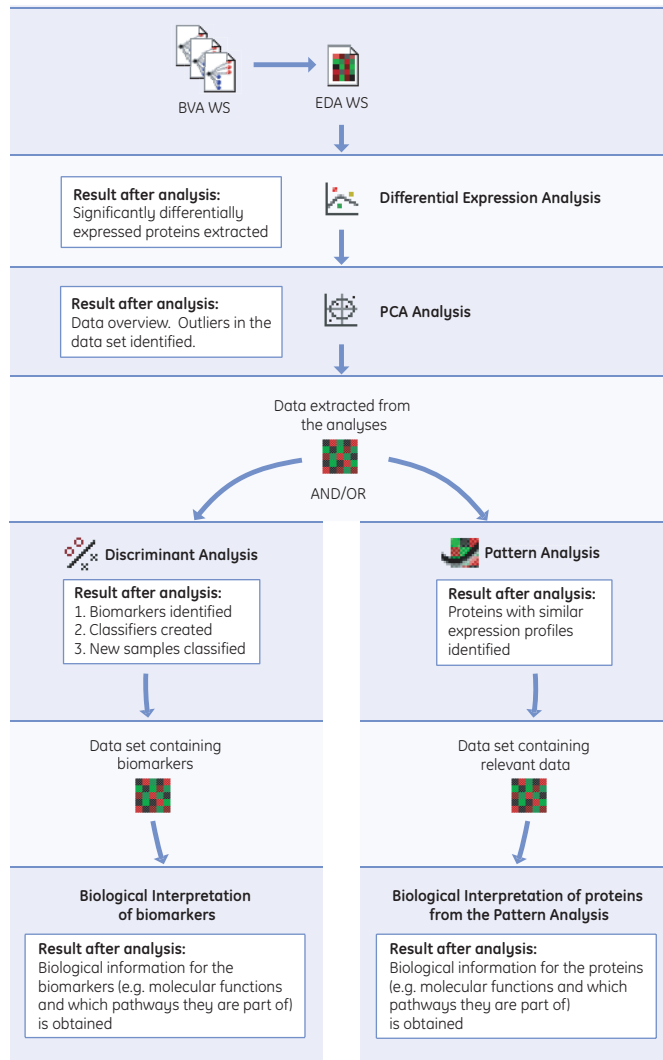 BVA WS
EDA WS
Result after analysis:
Significantly differentially
expressed proteins extracted
Differential Expression Analysis
Result after analysis:
Data overview. Outliers in the
data set identified.
PCA Analysis
Data extracted from
the analyses
AND/OR
Discriminant Analysis
Result after analysis:
1. Biomarkers identified
2. Classifiers created
3. New samples classified
Pattern Analysis
Result after analysis:
Proteins with similar
expression profiles
identified
Data set containing
biomarkers
Data set containing
relevant data
Biological Interpretation
of biomarkers
Result after analysis:
Biological information for the
biomarkers (e.g. molecular functions
and which pathways they are part of)
is obtained
Biological Interpretation of proteins
from the Pattern Analysis
Result after analysis:
Biological information for the proteins
(e.g. molecular functions and which
pathways they are part of)
is obtained